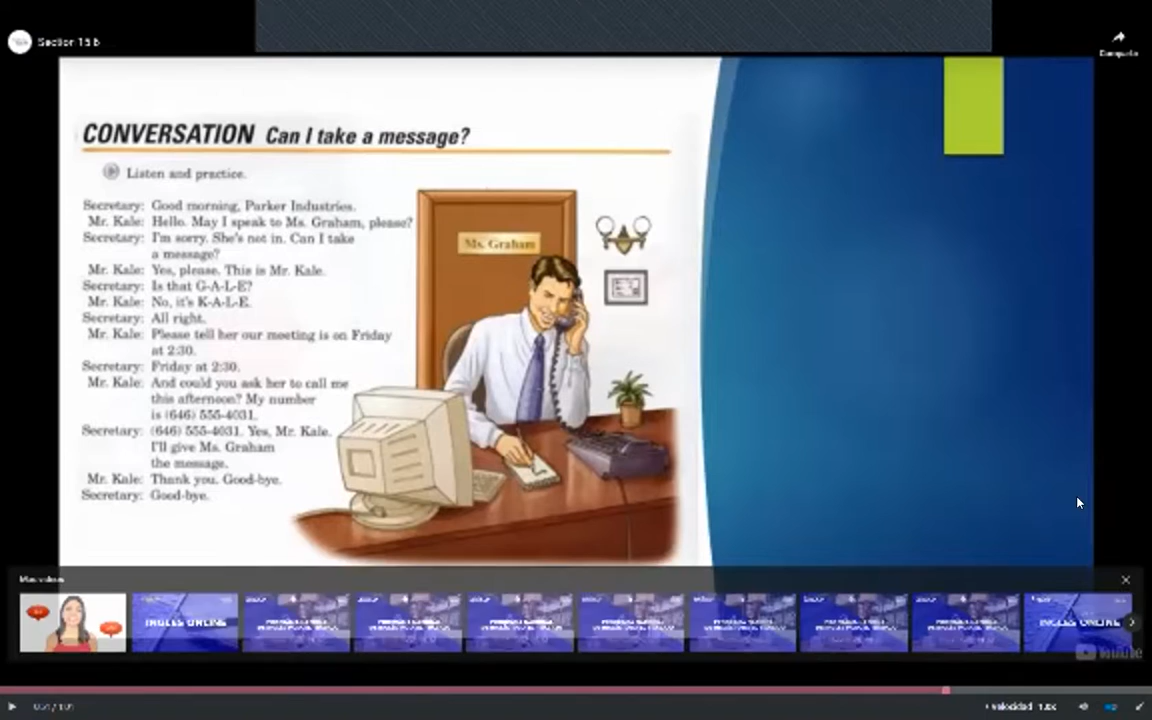 Section 15 b
Compartir
CONVERSATION Can I take a message?
Listen and practice.
Secretary: Good morning, Parker Industries.
Mr. Kale: Hello. May I speak to Ms. Graham, please?
Secretary: I'm sorry. She's not in. Can I take
a message?
Mr. Kale: Yes, please. This is Mr. Kale.
Secretary: Is that G-A-L-E?
Mr. Kale: No, it's K-A-L-E.
Secretary: All right.
Mr. Kale: Please tell her our meeting is on Friday
at 2:30.
Secretary: Friday at 2:30.
Mr. Kale: And could you ask her to call me
this afternoon? My number
is (646) 555-4031.
Secretary: (646) 555-4031. Yes, Mr. Kale.
I'll give Ms. Graham
the message.
Mr. Kale: Thank you. Good-bye.
Secretary: Good-bye.
Ms. Graham
Más videos
INGLES ONLINE
INGLES ONLINE
YouTube
Velocidad 1.0x